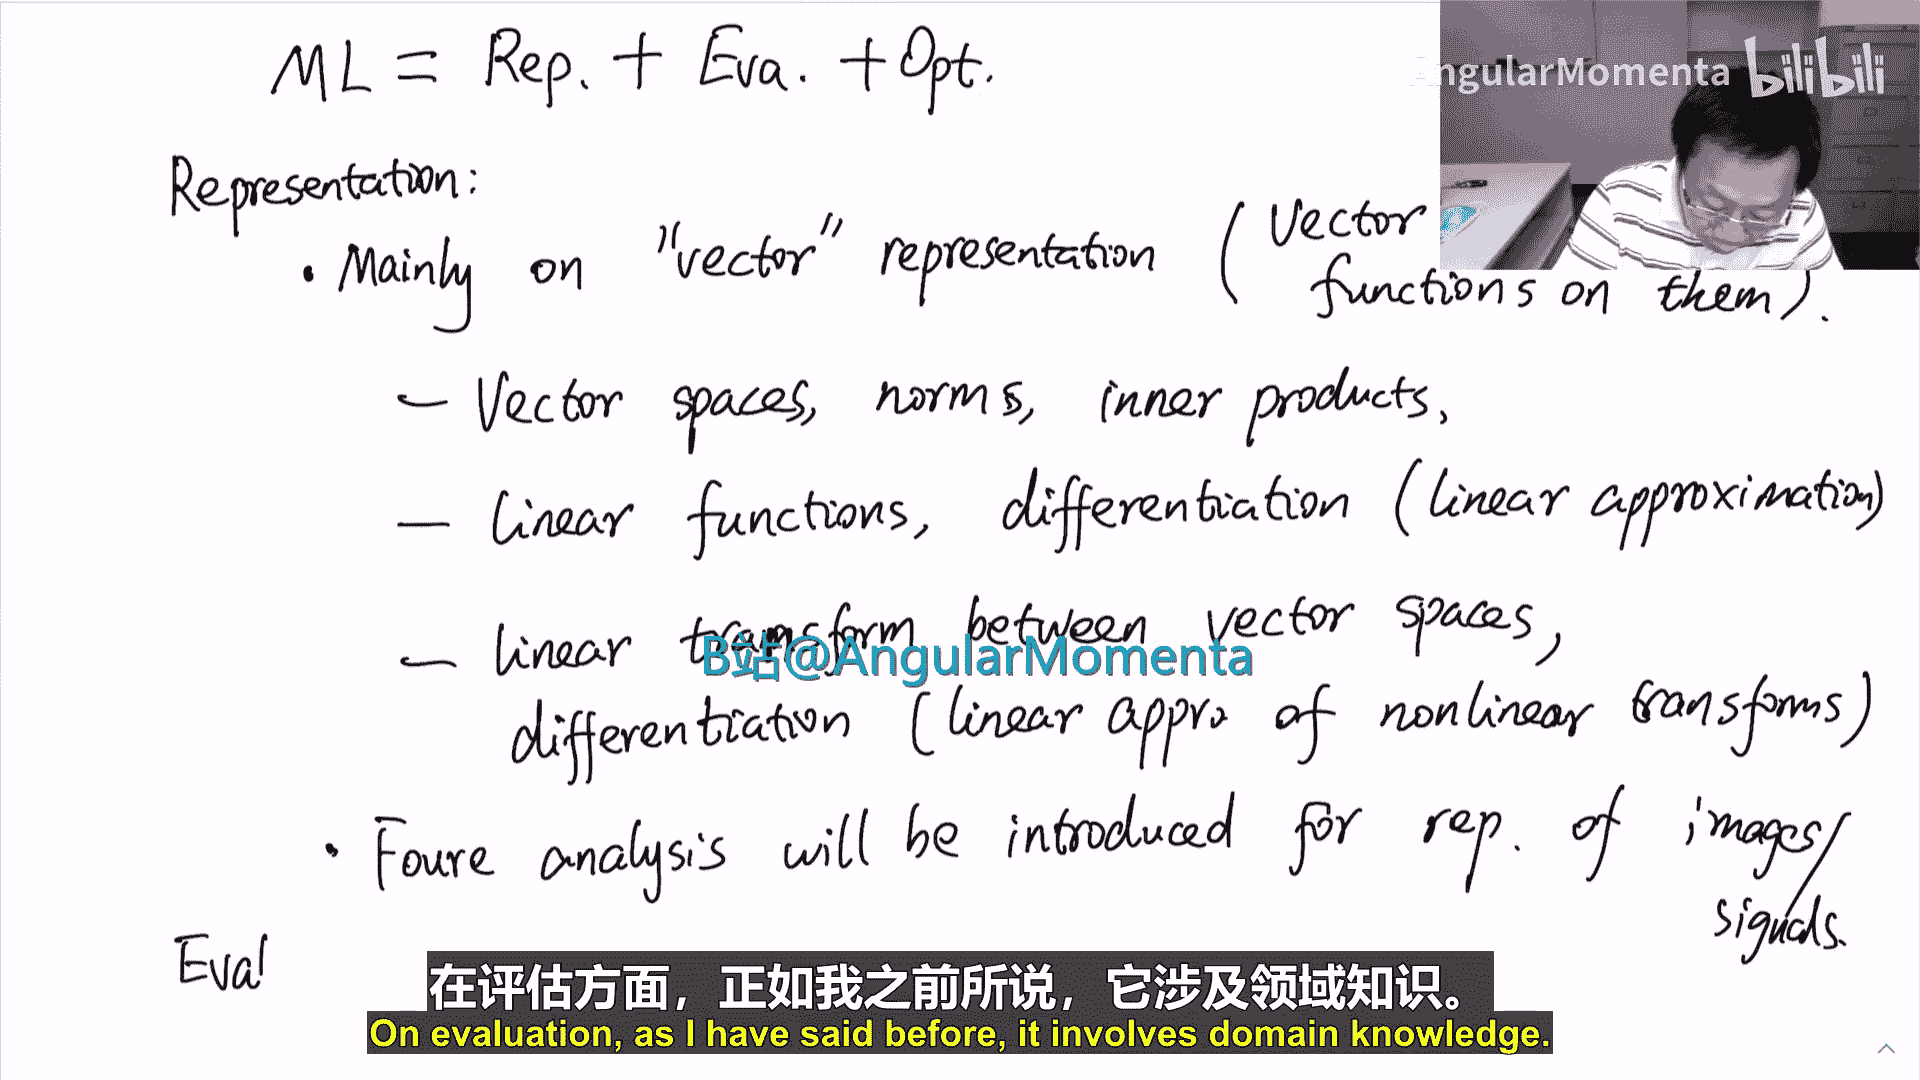 ML = Rep. + Eva. + Opt.
AngularMomenta bilibili
Representation:
• Mainly on "vector" representation ( Vector
functions on them ).
— Vector spaces, norms, inner products,
— linear functions, differentiation (linear approximation)
— linear transform between vector spaces,
B站@AngularMomenta
differentiation (linear appro of nonlinear transforms)
• Foure analysis will be introduced for rep. of images/
signals.
Eval
在评估方面，正如我之前所说，它涉及领域知识。
On evaluation, as I have said before, it involves domain knowledge.